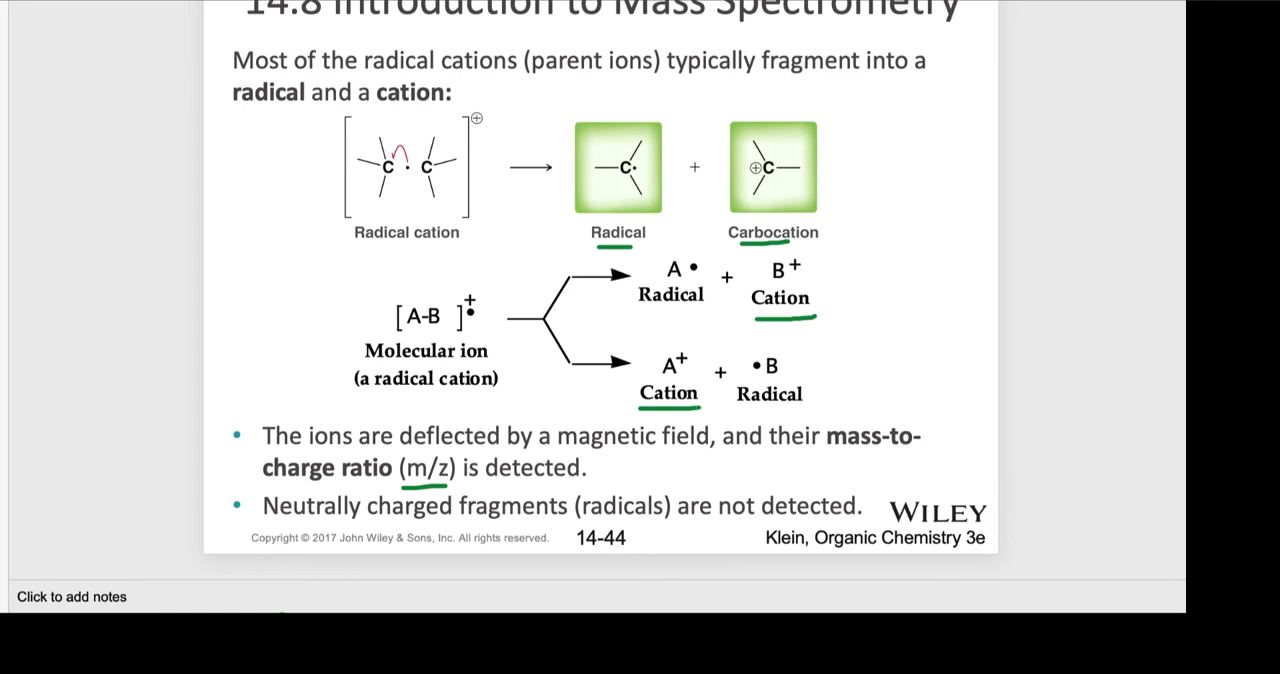 14.8 Introduction to Mass Spectrometry
Most of the radical cations (parent ions) typically fragment into a
radical and a cation:
⊕
C · C
—C·
+
⊕C—
Radical cation
Radical
Carbocation
A • + B+
Radical
Cation
[ A-B ]+•
Molecular ion
(a radical cation)
A+ + • B
Cation
Radical
• The ions are deflected by a magnetic field, and their mass-to-
charge ratio (m/z) is detected.
• Neutrally charged fragments (radicals) are not detected.
WILEY
Copyright © 2017 John Wiley & Sons, Inc. All rights reserved.
14-44
Klein, Organic Chemistry 3e
Click to add notes